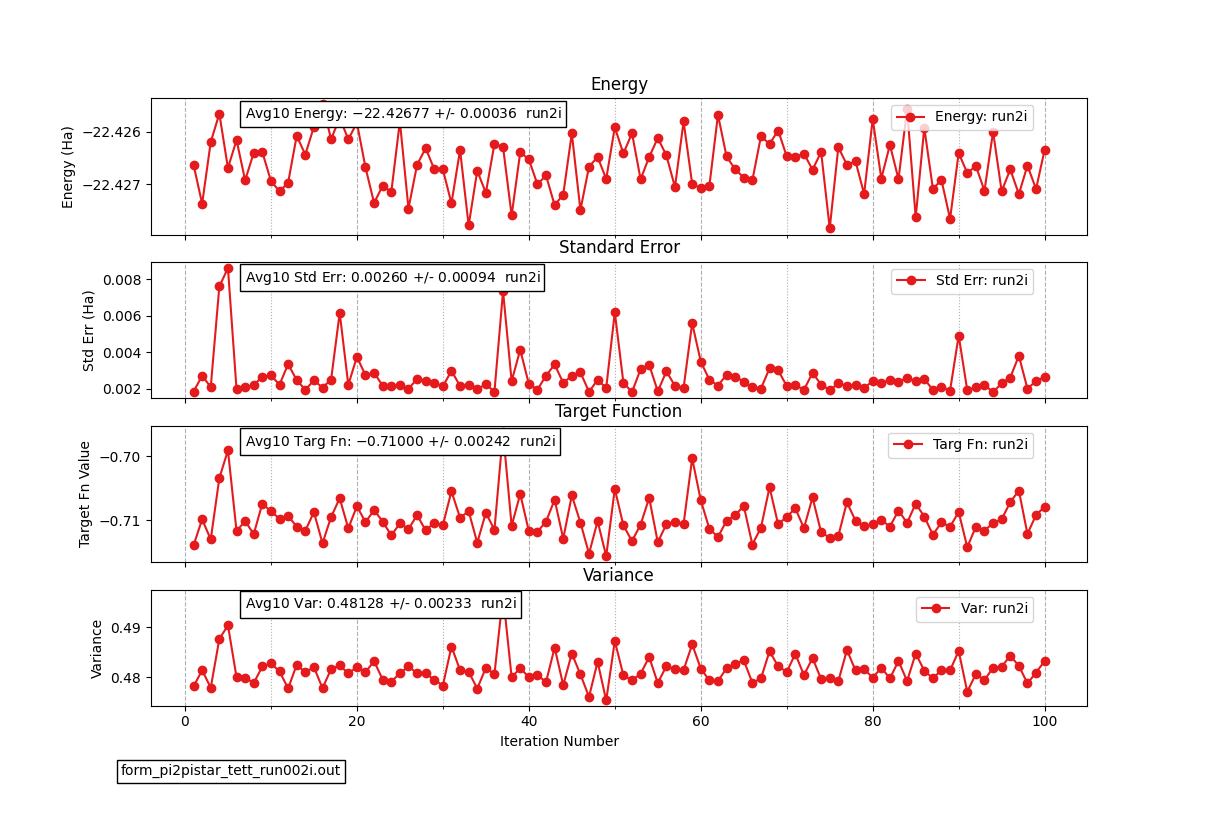 Energy
Avg10 Energy: −22.42677 +/- 0.00036  run2i
Energy: run2i
−22.426
−22.427
Energy (Ha)
Standard Error
Avg10 Std Err: 0.00260 +/- 0.00094  run2i
Std Err: run2i
0.008
0.006
0.004
0.002
Std Err (Ha)
Target Function
Avg10 Targ Fn: −0.71000 +/- 0.00242  run2i
Targ Fn: run2i
−0.70
−0.71
Target Fn Value
Variance
Avg10 Var: 0.48128 +/- 0.00233  run2i
Var: run2i
0.49
0.48
Variance
0 20 40 60 80 100
Iteration Number
form_pi2pistar_tett_run002i.out